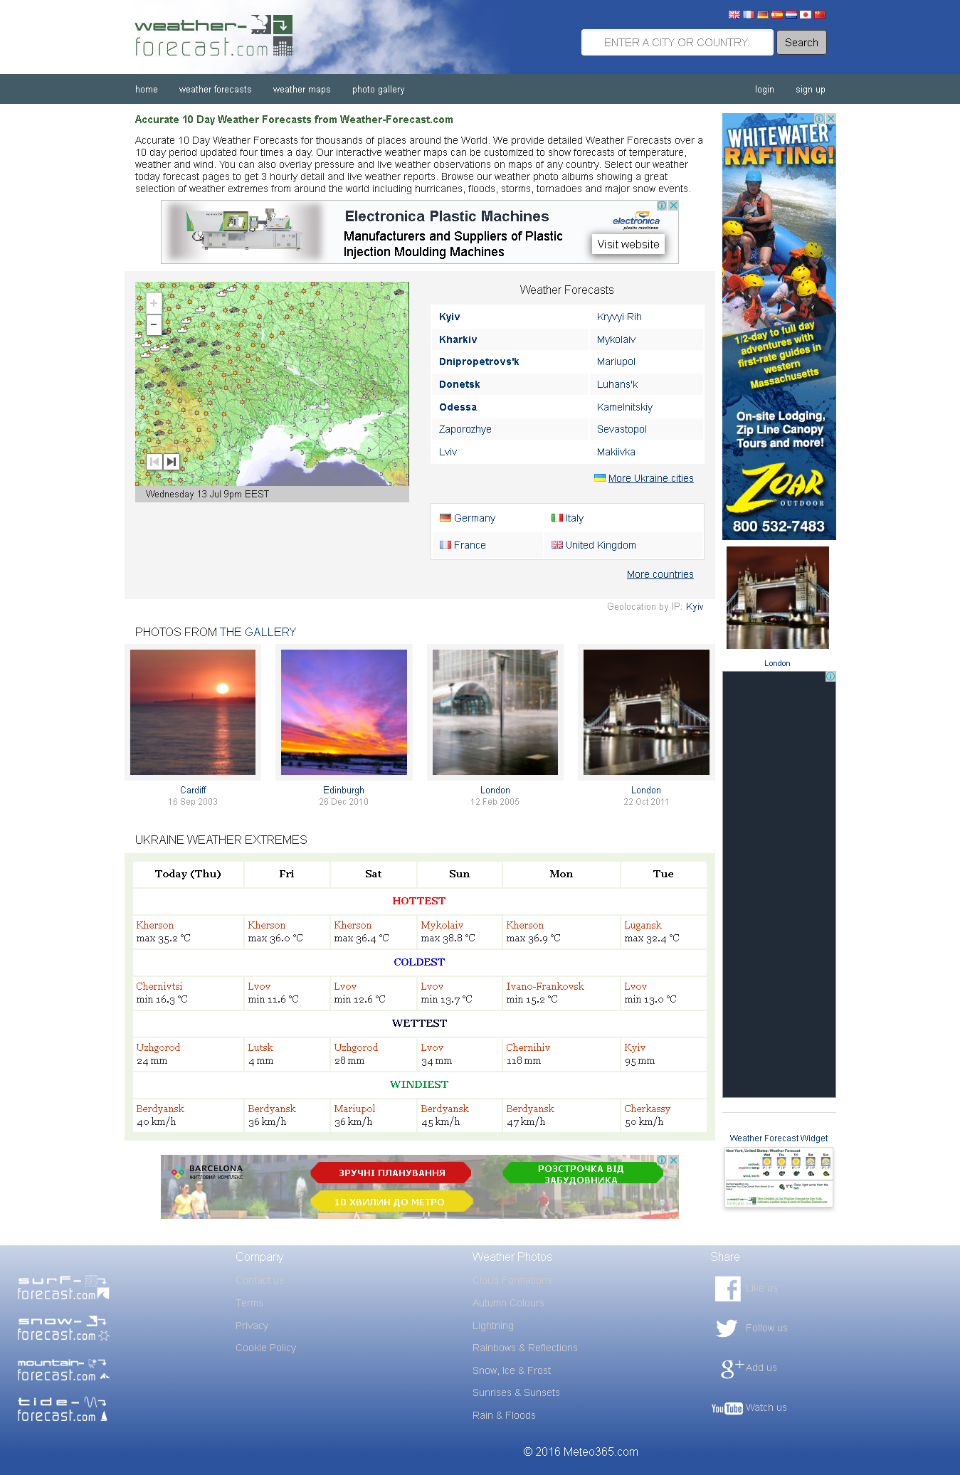 weather-
forecast.com
ENTER A CITY OR COUNTRY:
Search
home
weather forecasts
weather maps
photo gallery
login
sign up
Accurate 10 Day Weather Forecasts from Weather-Forecast.com
Accurate 10 Day Weather Forecasts for thousands of places around the World. We provide detailed Weather Forecasts over a
10 day period updated four times a day. Our interactive weather maps can be customized to show forecasts of temperature,
weather and wind. You can also overlay pressure and live weather observations on maps of any country. Select our weather
today forecast pages to get 3 hourly detail and live weather reports. Browse our weather photo albums showing a great
selection of weather extremes from around the world including hurricanes, floods, storms, tornadoes and major snow events.
Electronica Plastic Machines
Manufacturers and Suppliers of Plastic
Injection Moulding Machines
electronica
plastic machines
Visit website
WHITEWATER
RAFTING!
1/2-day to full day
adventures with
first-rate guides in
western
Massachusetts
On-site Lodging,
Zip Line Canopy
Tours and more!
ZOAR
OUTDOOR
800 532-7483
+
−
Wednesday 13 Jul 9pm EEST
Weather Forecasts
Kyiv Kryvyi Rih
Kharkiv Mykolaiv
Dnipropetrovs'k Mariupol
Donetsk Luhans'k
Odessa Kamelnitskiy
Zaporozhye Sevastopol
Lviv Makiivka
More Ukraine cities
Germany Italy
France United Kingdom
More countries
Geolocation by IP: Kyiv
London
PHOTOS FROM THE GALLERY
Cardiff
16 Sep 2003
Edinburgh
26 Dec 2010
London
12 Feb 2005
London
22 Oct 2011
UKRAINE WEATHER EXTREMES
Today (Thu) Fri Sat Sun Mon Tue
HOTTEST
Kherson Kherson Kherson Mykolaiv Kherson Lugansk
max 35.2 °C max 36.0 °C max 36.4 °C max 38.8 °C max 36.9 °C max 32.4 °C
COLDEST
Chernivtsi Lvov Lvov Lvov Ivano-Frankovsk Lvov
min 16.3 °C min 11.6 °C min 12.6 °C min 13.7 °C min 15.2 °C min 13.0 °C
WETTEST
Uzhgorod Lutsk Uzhgorod Lvov Chernihiv Kyiv
24 mm 4 mm 28 mm 34 mm 118 mm 95 mm
WINDIEST
Berdyansk Berdyansk Mariupol Berdyansk Berdyansk Cherkassy
40 km/h 36 km/h 36 km/h 45 km/h 47 km/h 50 km/h
Weather Forecast Widget
New York, United States: Weather Forecast
BARCELONA
ЗРУЧНІ ПЛАНУВАННЯ
10 ХВИЛИН ДО МЕТРО
РОЗСТРОЧКА ВІД
ЗАБУДОВНИКА
surf-
forecast.com
snow-
forecast.com
mountain-
forecast.com
tide-
forecast.com
Company
Contact us
Terms
Privacy
Cookie Policy
Weather Photos
Cloud Formations
Autumn Colours
Lightning
Rainbows & Reflections
Snow, Ice & Frost
Sunrises & Sunsets
Rain & Floods
Share
Like us
Follow us
g+ Add us
YouTube Watch us
© 2016 Meteo365.com